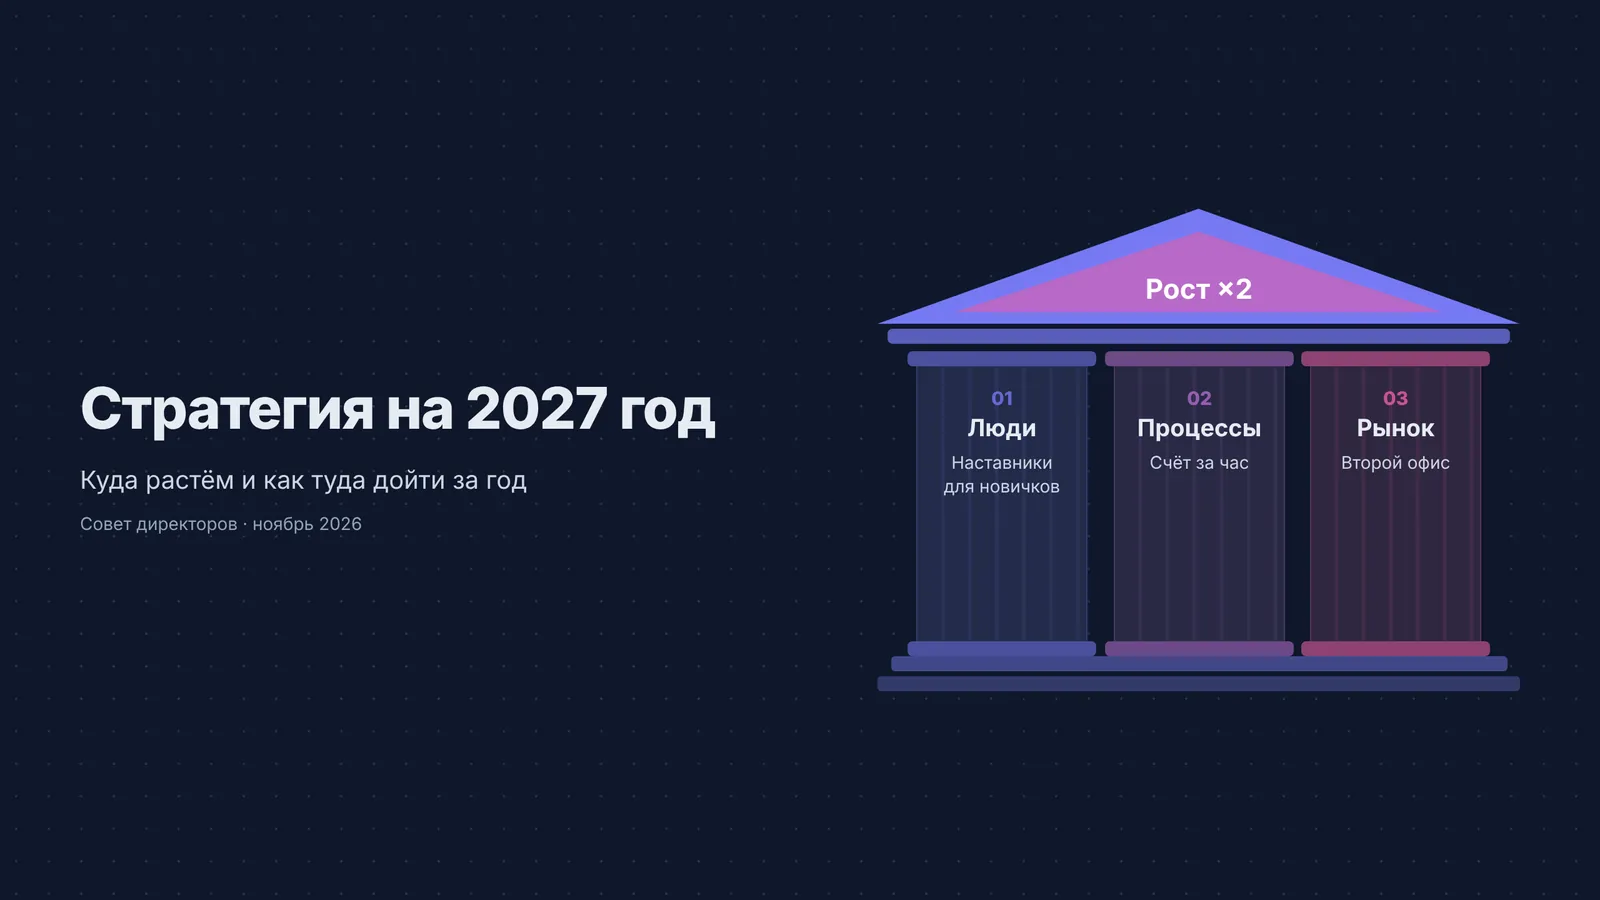 Стратегия на 2027 год
Куда растём и как туда дойти за год
Совет директоров · ноябрь 2026
Рост ×2
01
Люди
Наставники
для новичков
02
Процессы
Счёт за час
03
Рынок
Второй офис